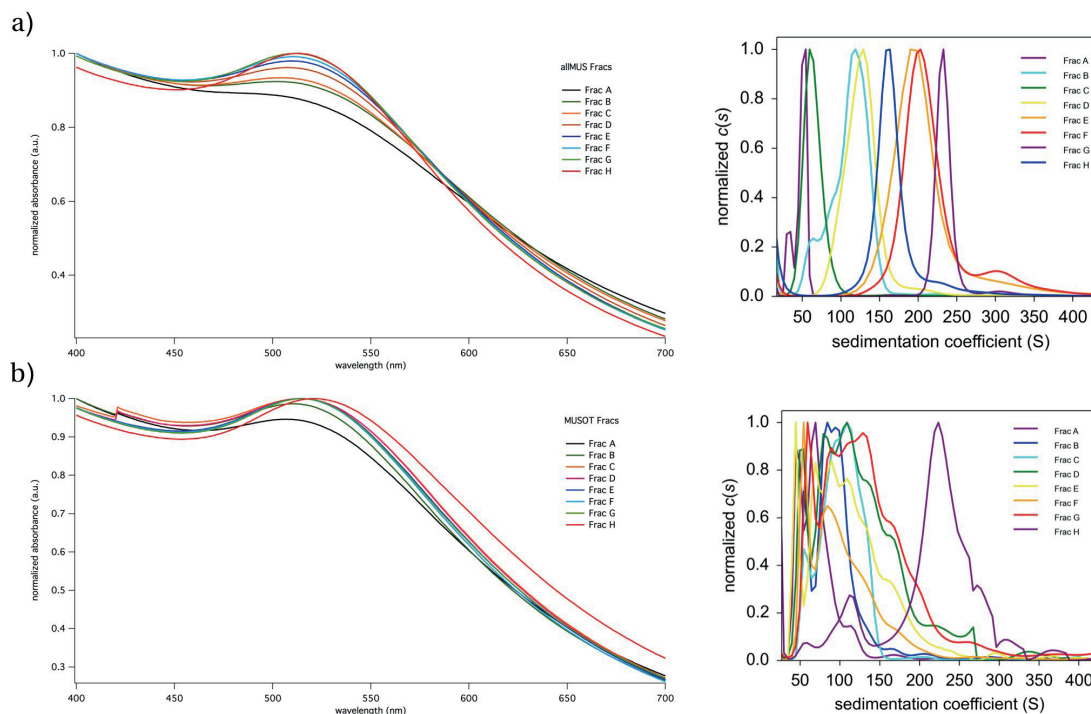 a)
normalized absorbance (a.u.)
1.0
0.8
0.6
0.4
400
450
500
550
600
650
700
wavelength (nm)
allMUS Fracs
Frac A
Frac B
Frac C
Frac D
Frac E
Frac F
Frac G
Frac H
normalized c(s)
1.0
0.8
0.6
0.4
0.2
0.0
50
100
150
200
250
300
350
400
sedimentation coefficient (S)
Frac A
Frac B
Frac C
Frac D
Frac E
Frac F
Frac G
Frac H
b)
normalized absorbance (a.u.)
1.0
0.9
0.8
0.7
0.6
0.5
0.4
0.3
400
450
500
550
600
650
700
wavelength (nm)
MUSOT Fracs
Frac A
Frac B
Frac C
Frac D
Frac E
Frac F
Frac G
Frac H
normalized c(s)
1.0
0.8
0.6
0.4
0.2
0.0
50
100
150
200
250
300
350
400
sedimentation coefficient (S)
Frac A
Frac B
Frac C
Frac D
Frac E
Frac F
Frac G
Frac H